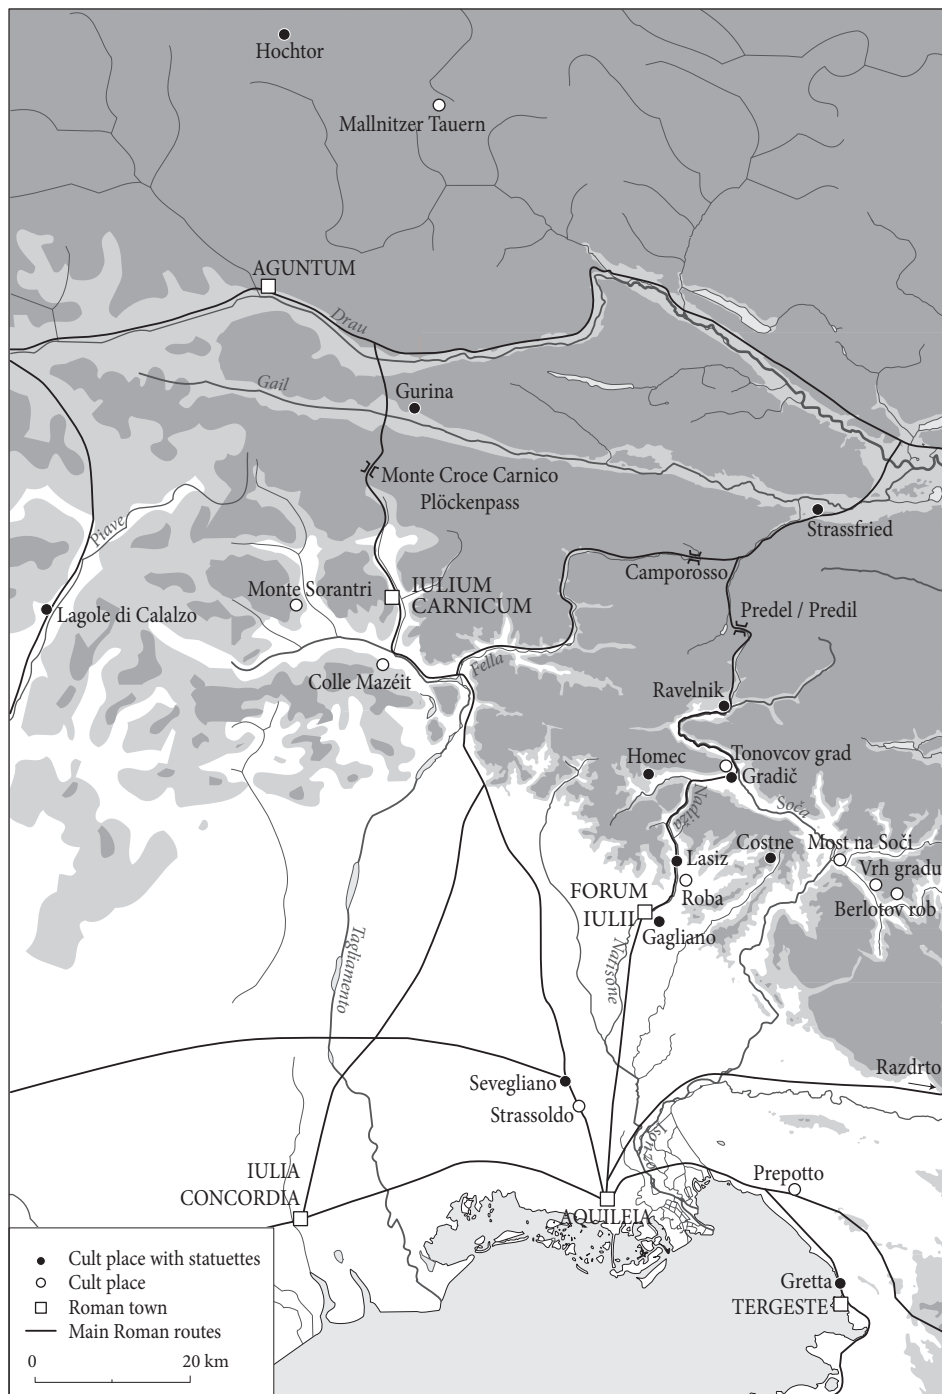 Hochtor
Mallnitzer Tauern
AGUNTUM
Drau
Gail
Gurina
Monte Croce Carnico
Plöckenpass
Piave
Strassfried
Camporosso
Monte Sorantri
IULIUM
CARNICUM
Lagole di Calalzo
Predel / Predil
Fella
Colle Mazéit
Ravelnik
Homec
Tonovcov grad
Gradič
Nadiža
Soča
Costne
Most na Soči
Lasiz
Vrh gradu
Roba
Berlotov rob
FORUM
IULII
Gagliano
Tagliamento
Natisone
Razdrto
Sevegliano
Strassoldo
Isonzo
IULIA
CONCORDIA
Prepotto
AQUILEIA
Gretta
TERGESTE
Cult place with statuettes
Cult place
Roman town
Main Roman routes
0 20 km